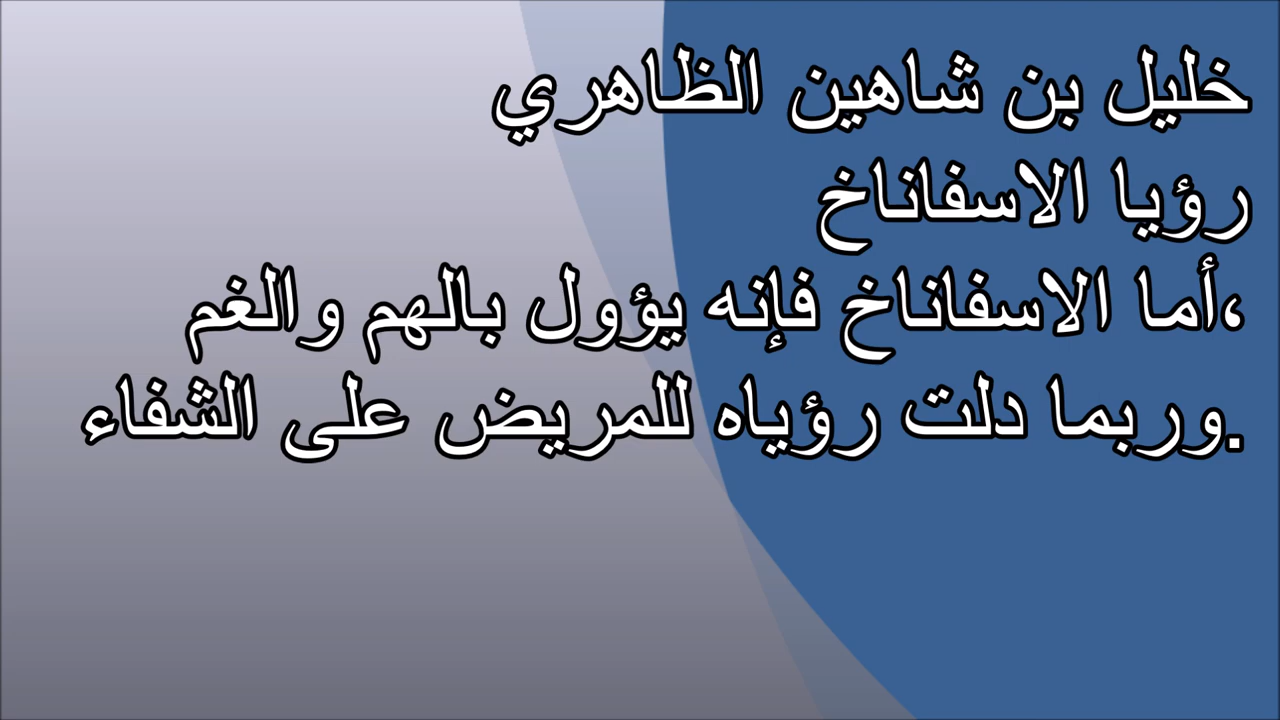 خليل بن شاهين الظاهري
رؤيا الاسفاناخ
أما الاسفاناخ فإنه يؤول بالهم والغم،
وربما دلت رؤياه للمريض على الشفاء.